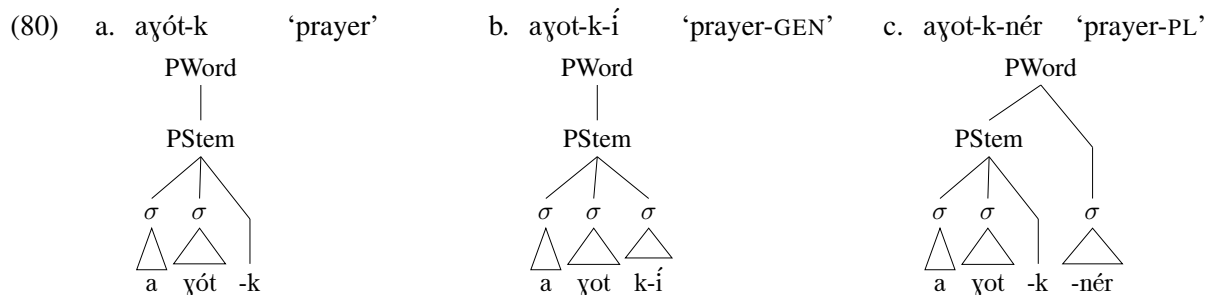 (80) a. aɣót-k ‘prayer’ b. aɣot-k-í ‘prayer-GEN’ c. aɣot-k-nér ‘prayer-PL’
PWord PWord PWord
PStem PStem PStem
σ σ σ σ σ σ σ σ
a ɣót -k a ɣot k-í a ɣot -k -nér